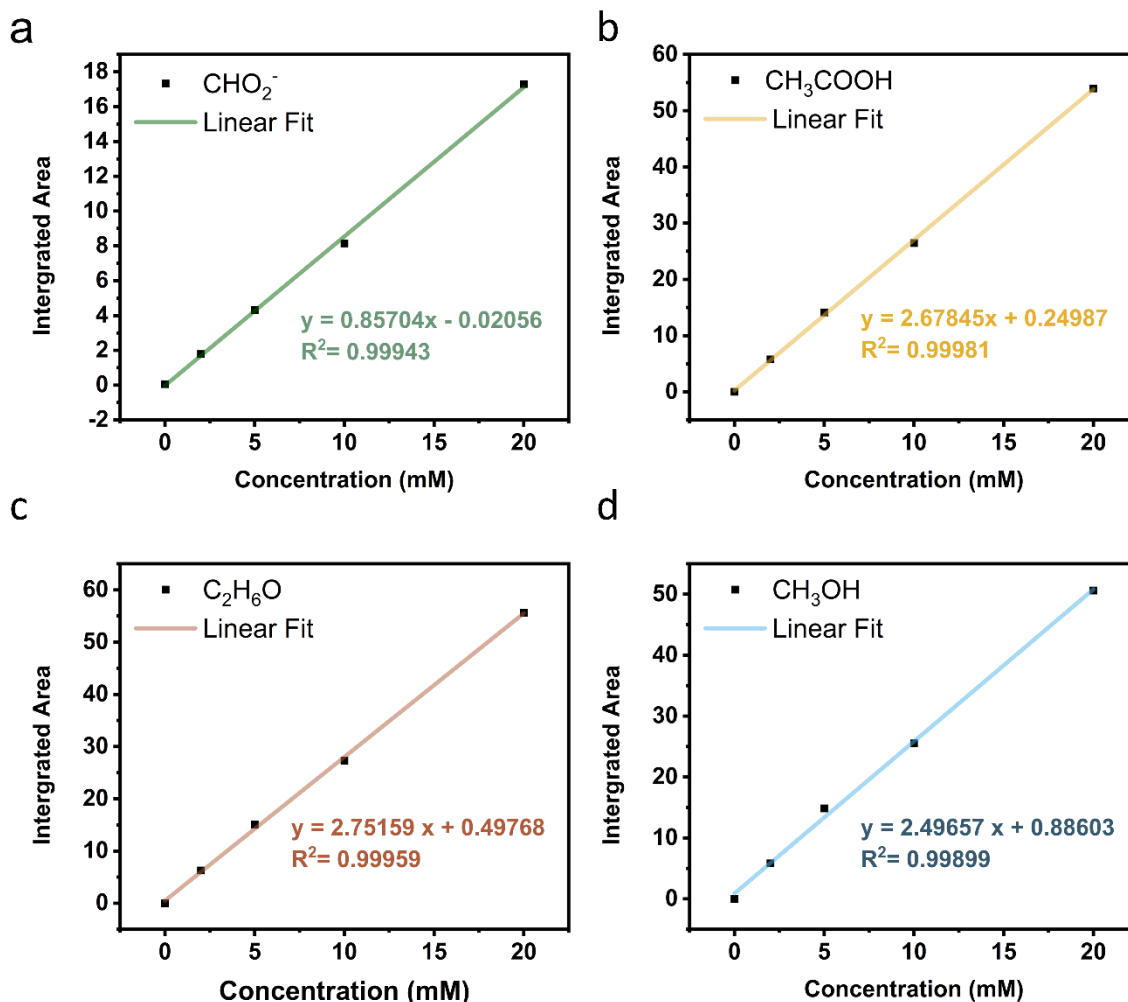 a
18
16
14
12
10
8
6
4
2
0
-2
Intergrated Area
CHO₂⁻
Linear Fit
y = 0.85704x - 0.02056
R²= 0.99943
0 5 10 15 20
Concentration (mM)
b
60
50
40
30
20
10
0
Intergrated Area
CH₃COOH
Linear Fit
y = 2.67845x + 0.24987
R²= 0.99981
0 5 10 15 20
Concentration (mM)
c
60
50
40
30
20
10
0
Intergrated Area
C₂H₆O
Linear Fit
y = 2.75159 x + 0.49768
R²= 0.99959
0 5 10 15 20
Concentration (mM)
d
50
40
30
20
10
0
Intergrated Area
CH₃OH
Linear Fit
y = 2.49657 x + 0.88603
R²= 0.99899
0 5 10 15 20
Concentration (mM)